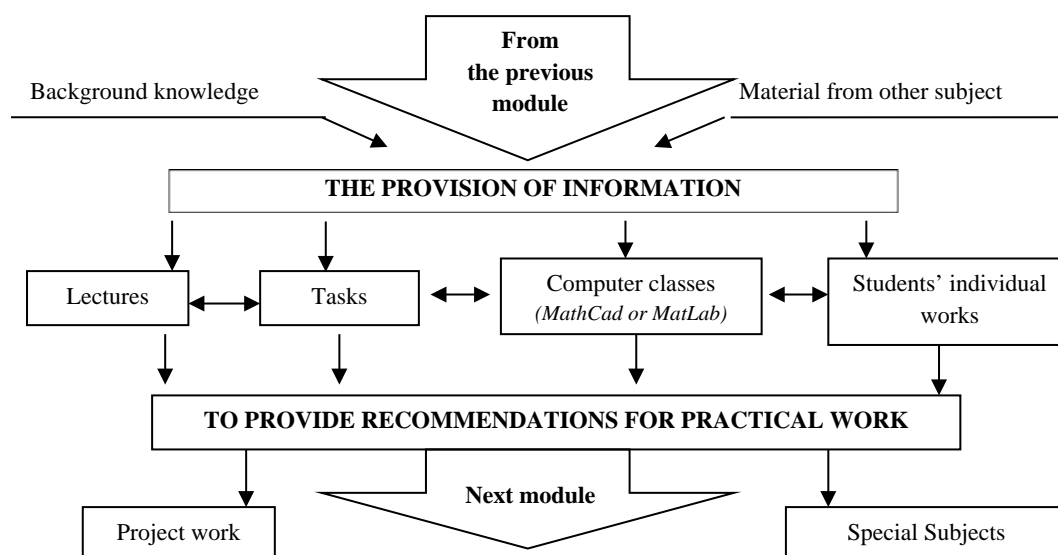 From
the previous
module
Background knowledge
Material from other subject
THE PROVISION OF INFORMATION
Lectures
Tasks
Computer classes
(MathCad or MatLab)
Students’ individual
works
TO PROVIDE RECOMMENDATIONS FOR PRACTICAL WORK
Next module
Project work
Special Subjects